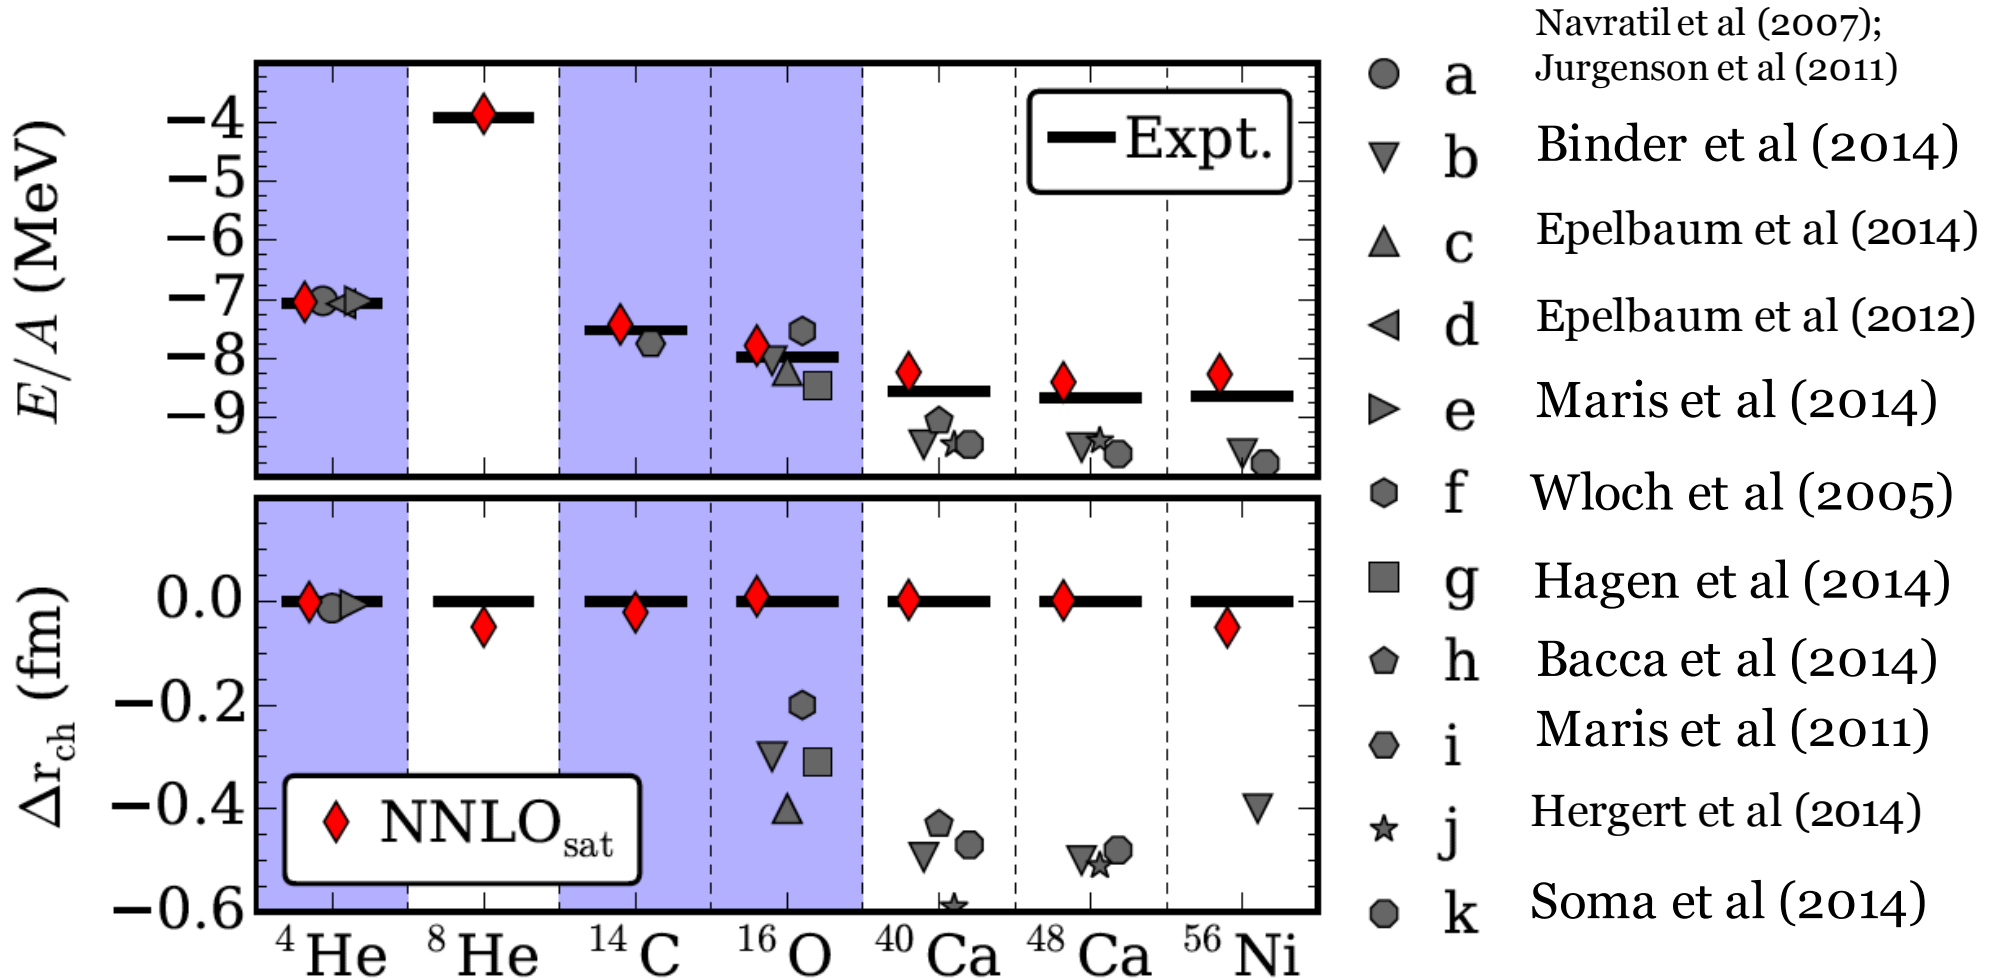 E/A (MeV)
−4
−5
−6
−7
−8
−9
Expt.
Δr_ch (fm)
0.0
−0.2
−0.4
−0.6
NNLO_sat
⁴He ⁸He ¹⁴C ¹⁶O ⁴⁰Ca ⁴⁸Ca ⁵⁶Ni
a Navratil et al (2007);
Jurgenson et al (2011)
b Binder et al (2014)
c Epelbaum et al (2014)
d Epelbaum et al (2012)
e Maris et al (2014)
f Wloch et al (2005)
g Hagen et al (2014)
h Bacca et al (2014)
i Maris et al (2011)
j Hergert et al (2014)
k Soma et al (2014)